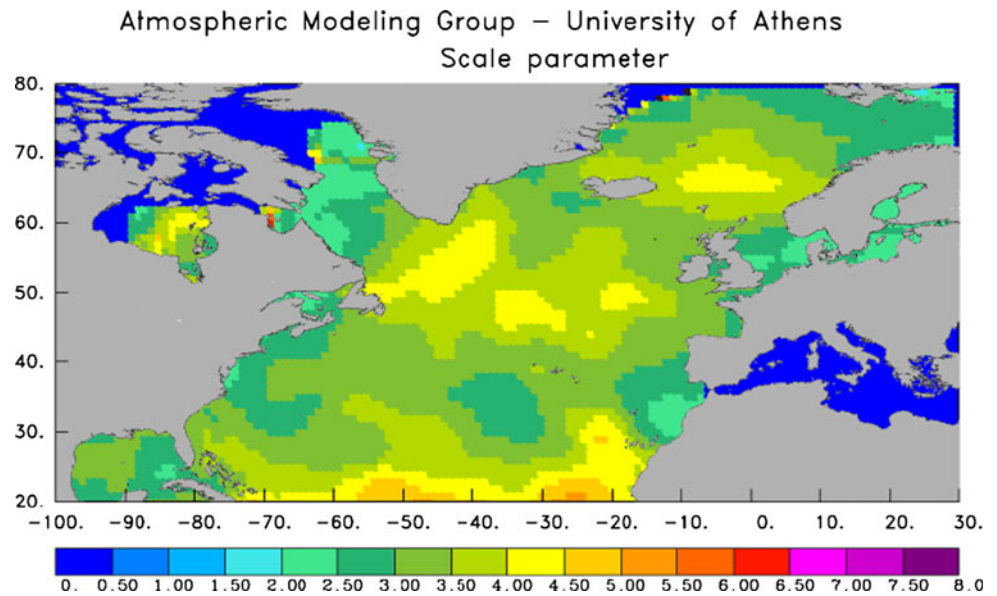 Atmospheric Modeling Group – University of Athens
Scale parameter
80.
70.
60.
50.
40.
30.
20.
-100. -90. -80. -70. -60. -50. -40. -30. -20. -10. 0. 10. 20. 30.
0. 0.50 1.00 1.50 2.00 2.50 3.00 3.50 4.00 4.50 5.00 5.50 6.00 6.50 7.00 7.50 8.0